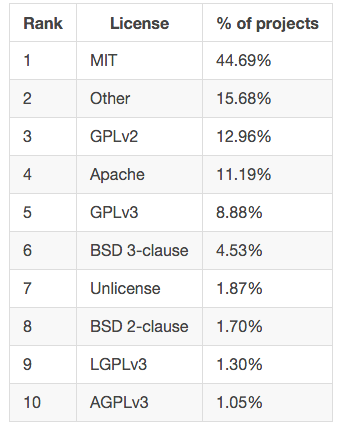 Rank License % of projects
1 MIT 44.69%
2 Other 15.68%
3 GPLv2 12.96%
4 Apache 11.19%
5 GPLv3 8.88%
6 BSD 3-clause 4.53%
7 Unlicense 1.87%
8 BSD 2-clause 1.70%
9 LGPLv3 1.30%
10 AGPLv3 1.05%